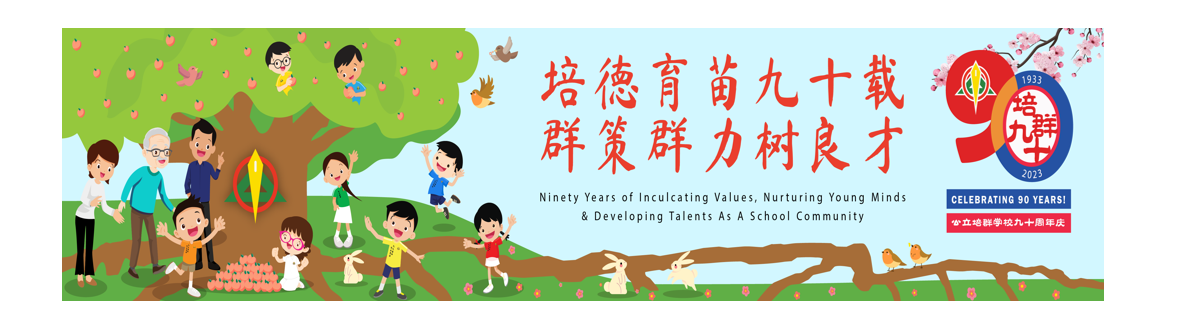 培德育苗九十载
群策群力树良才
Ninety Years of Inculcating Values, Nurturing Young Minds
& Developing Talents As A School Community
90
1933
培群
九十
2023
CELEBRATING 90 YEARS!
公立培群学校九十周年庆